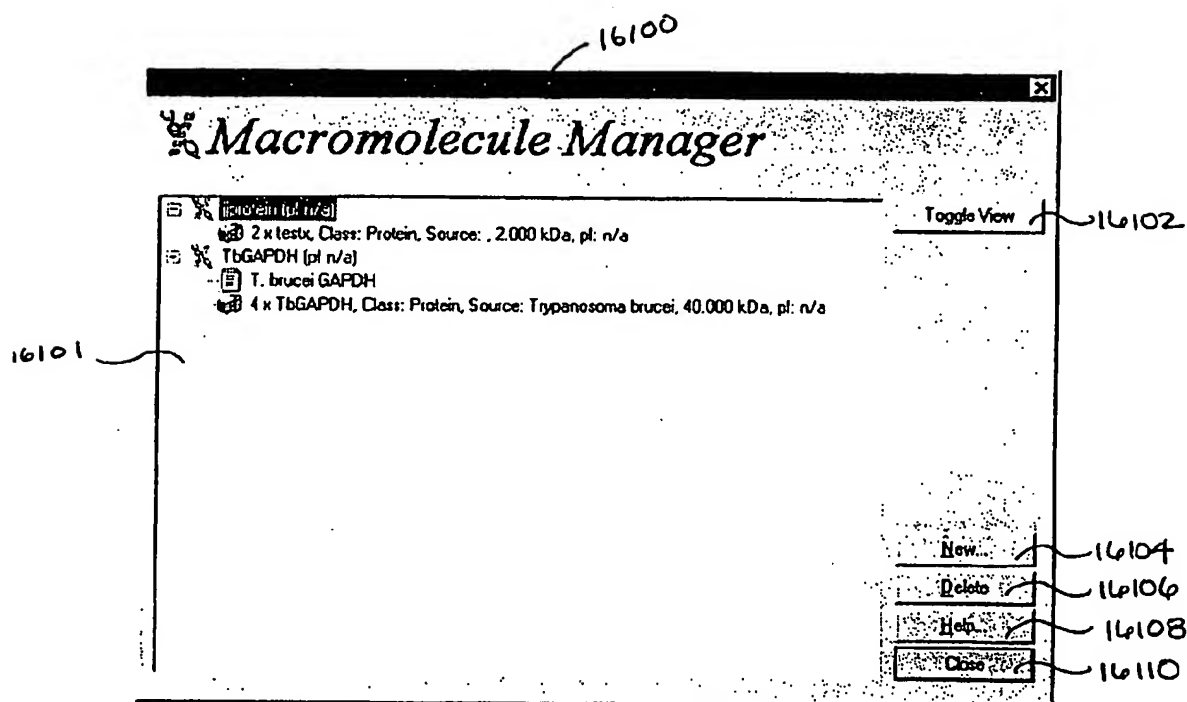 16100
Macromolecule Manager
(pI n/a)
Toggle View
16102
2 x testx, Class: Protein, Source: , 2.000 kDa, pI: n/a
TbGAPDH (pI n/a)
T. brucei GAPDH
4 x TbGAPDH, Class: Protein, Source: Trypanosoma brucei, 40.000 kDa, pI: n/a
16101
New...
16104
Delete
16106
Help...
16108
Close
16110